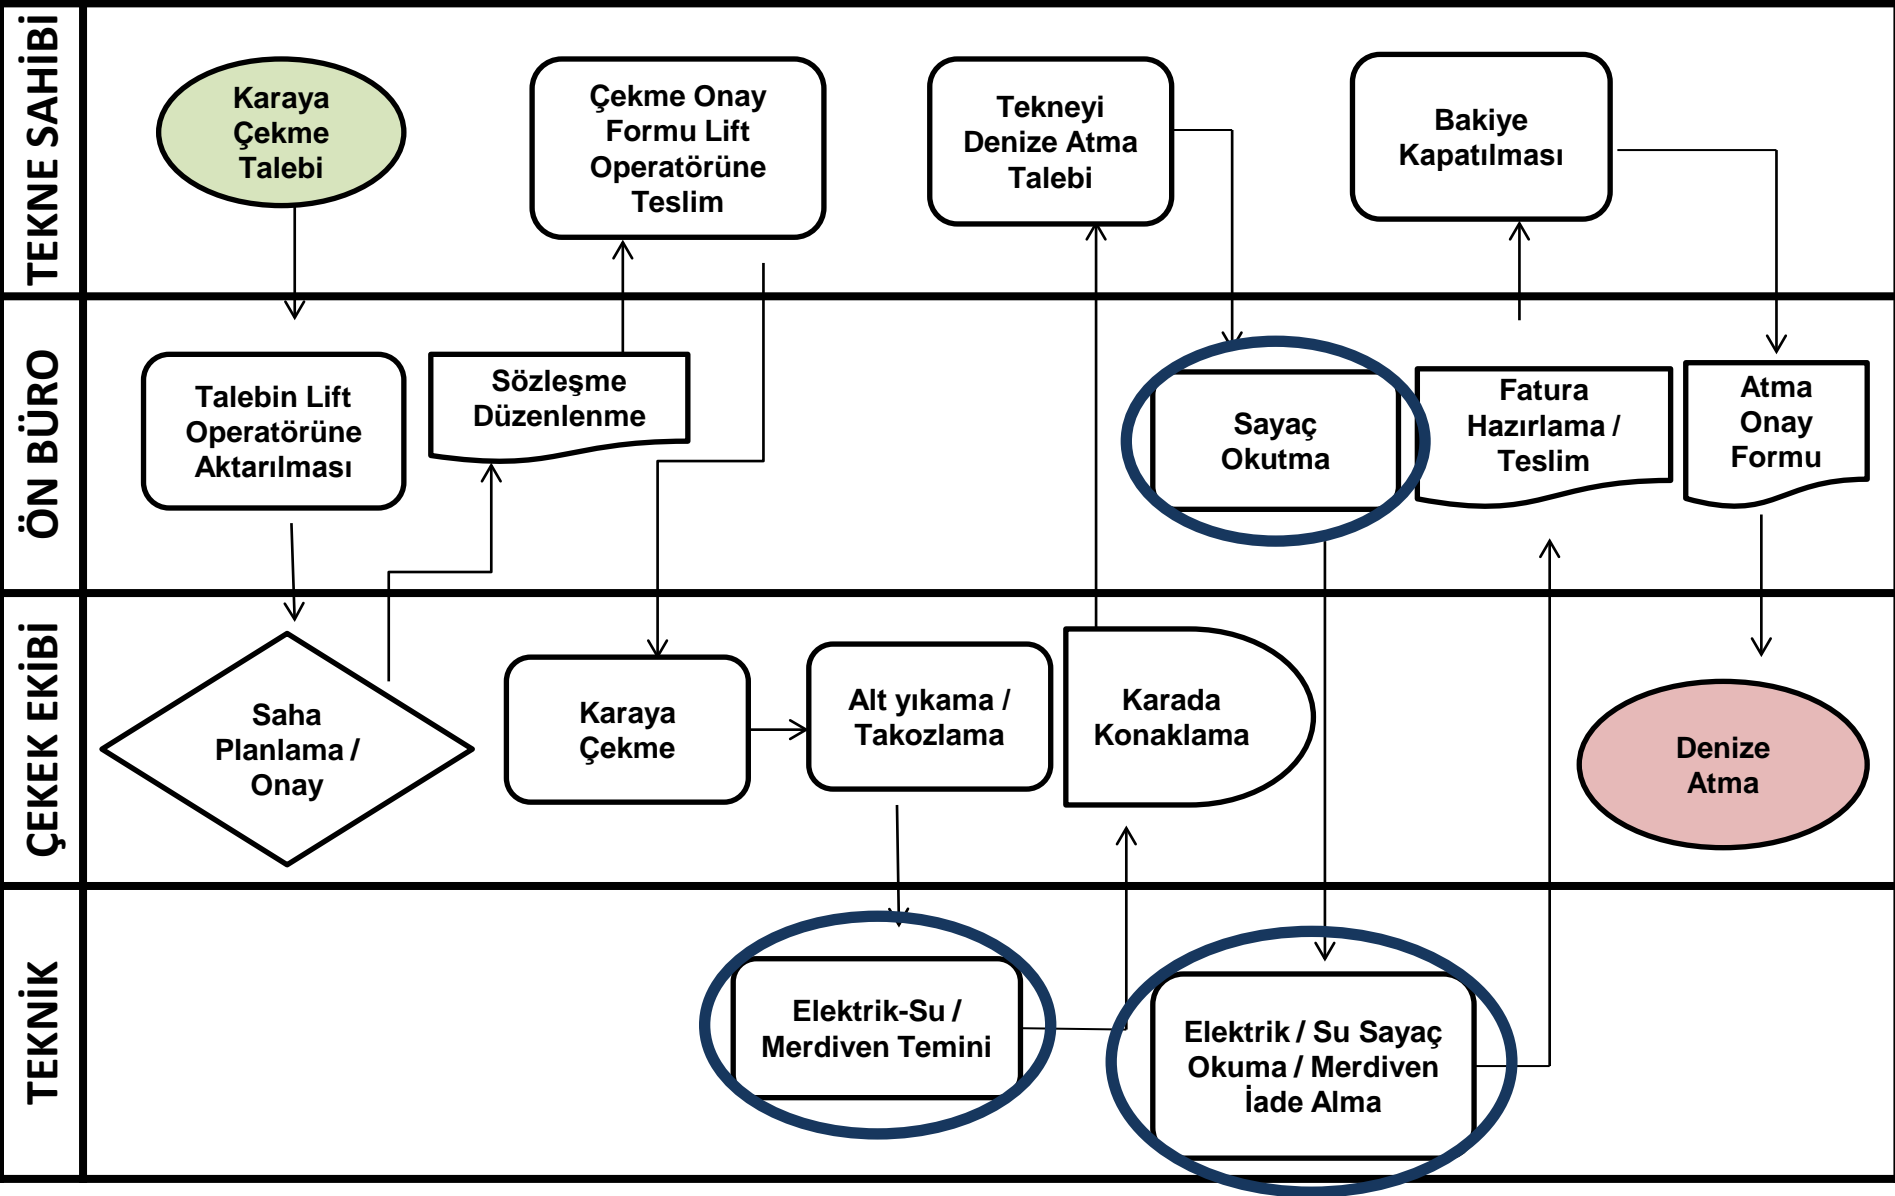 TEKNE SAHİBİ
Karaya
Çekme
Talebi
Çekme Onay
Formu Lift
Operatörüne
Teslim
Tekneyi
Denize Atma
Talebi
Bakiye
Kapatılması
ÖN BÜRO
Talebin Lift
Operatörüne
Aktarılması
Sözleşme
Düzenlenme
Sayaç
Okutma
Fatura
Hazırlama /
Teslim
Atma
Onay
Formu
ÇEKEK EKİBİ
Saha
Planlama /
Onay
Karaya
Çekme
Alt yıkama /
Takozlama
Karada
Konaklama
Denize
Atma
TEKNİK
Elektrik-Su /
Merdiven Temini
Elektrik / Su Sayaç
Okuma / Merdiven
İade Alma